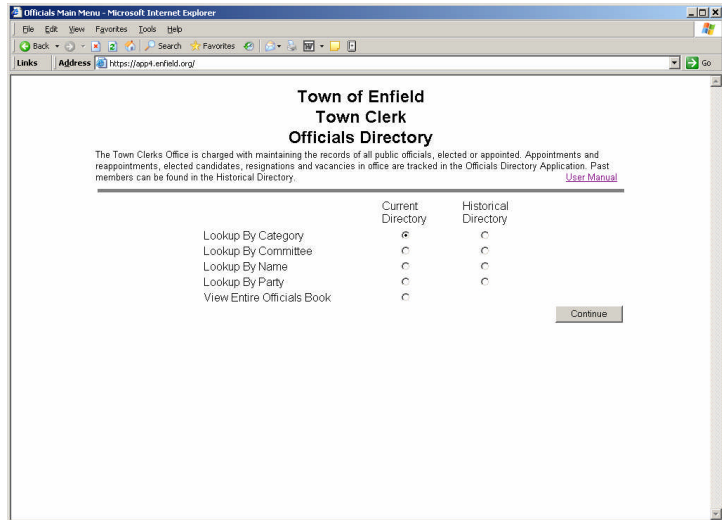 Officials Main Menu - Microsoft Internet Explorer
File Edit View Favorites Tools Help
Back Search Favorites
Links Address https://app4.enfield.org/ Go
Town of Enfield
Town Clerk
Officials Directory
The Town Clerks Office is charged with maintaining the records of all public officials, elected or appointed. Appointments and
reappointments, elected candidates, resignations and vacancies in office are tracked in the Officials Directory Application. Past
members can be found in the Historical Directory. User Manual
Current Historical
Directory Directory
Lookup By Category
Lookup By Committee
Lookup By Name
Lookup By Party
View Entire Officials Book
Continue